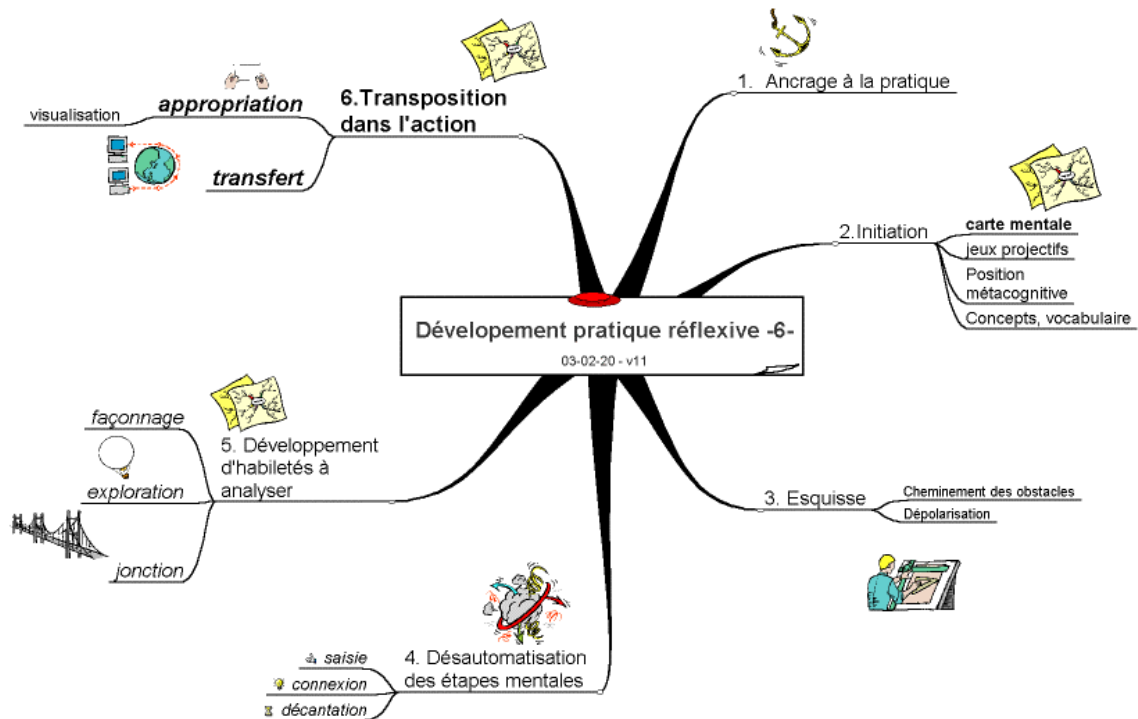 Dévelopement pratique réflexive -6-
03-02-20 - v11
1. Ancrage à la pratique
2.Initiation
carte mentale
jeux projectifs
Position
métacognitive
Concepts, vocabulaire
3. Esquisse
Cheminement des obstacles
Dépolarisation
4. Désautomatisation
des étapes mentales
saisie
connexion
décantation
5. Développement
d'habiletés à
analyser
façonnage
exploration
jonction
6.Transposition
dans l'action
appropriation
visualisation
transfert